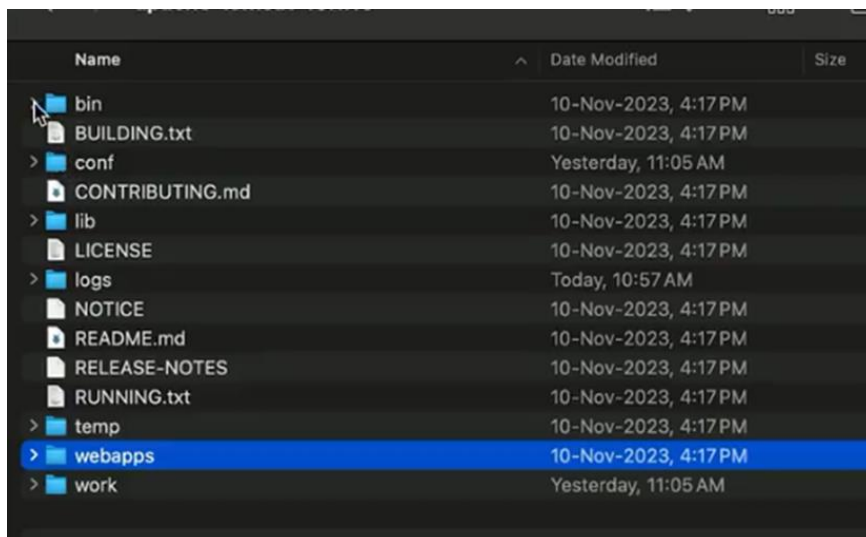 Name Date Modified Size
bin 10-Nov-2023, 4:17 PM
BUILDING.txt 10-Nov-2023, 4:17 PM
conf Yesterday, 11:05 AM
CONTRIBUTING.md 10-Nov-2023, 4:17 PM
lib 10-Nov-2023, 4:17 PM
LICENSE 10-Nov-2023, 4:17 PM
logs Today, 10:57 AM
NOTICE 10-Nov-2023, 4:17 PM
README.md 10-Nov-2023, 4:17 PM
RELEASE-NOTES 10-Nov-2023, 4:17 PM
RUNNING.txt 10-Nov-2023, 4:17 PM
temp 10-Nov-2023, 4:17 PM
webapps 10-Nov-2023, 4:17 PM
work Yesterday, 11:05 AM